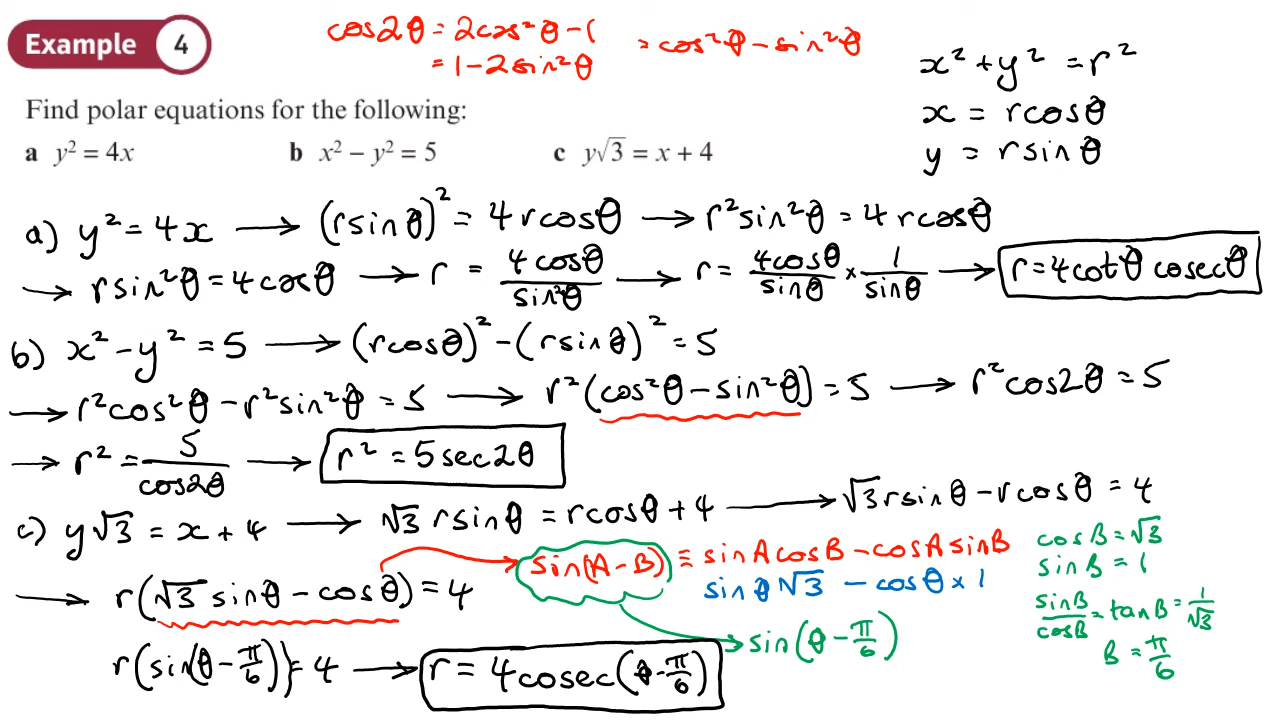 Example 4
cos2θ = 2cos²θ - 1 = cos²θ - sin²θ
= 1 - 2sin²θ
x² + y² = r²
x = rcosθ
y = rsinθ
Find polar equations for the following:
a y² = 4x b x² − y² = 5 c y√3 = x + 4
a) y² = 4x → (rsinθ)² = 4rcosθ → r²sin²θ = 4rcosθ
→ rsin²θ = 4cosθ → r = 4cosθ/sin²θ → r = 4cosθ/sinθ × 1/sinθ → r = 4cotθ cosecθ
b) x² - y² = 5 → (rcosθ)² - (rsinθ)² = 5
→ r²cos²θ - r²sin²θ = 5 → r²(cos²θ - sin²θ) = 5 → r²cos2θ = 5
→ r² = 5/cos2θ → r² = 5sec2θ
c) y√3 = x + 4 → √3 rsinθ = rcosθ + 4 → √3rsinθ - rcosθ = 4
→ r(√3 sinθ - cosθ) = 4
sin(A - B) ≡ sinAcosB - cosAsinB
sinθ√3 - cosθ × 1
cosB = √3
sinB = 1
sinB/cosB = tanB = 1/√3
B = π/6
sin(θ - π/6)
r(sin(θ - π/6)) = 4 → r = 4cosec(θ - π/6)